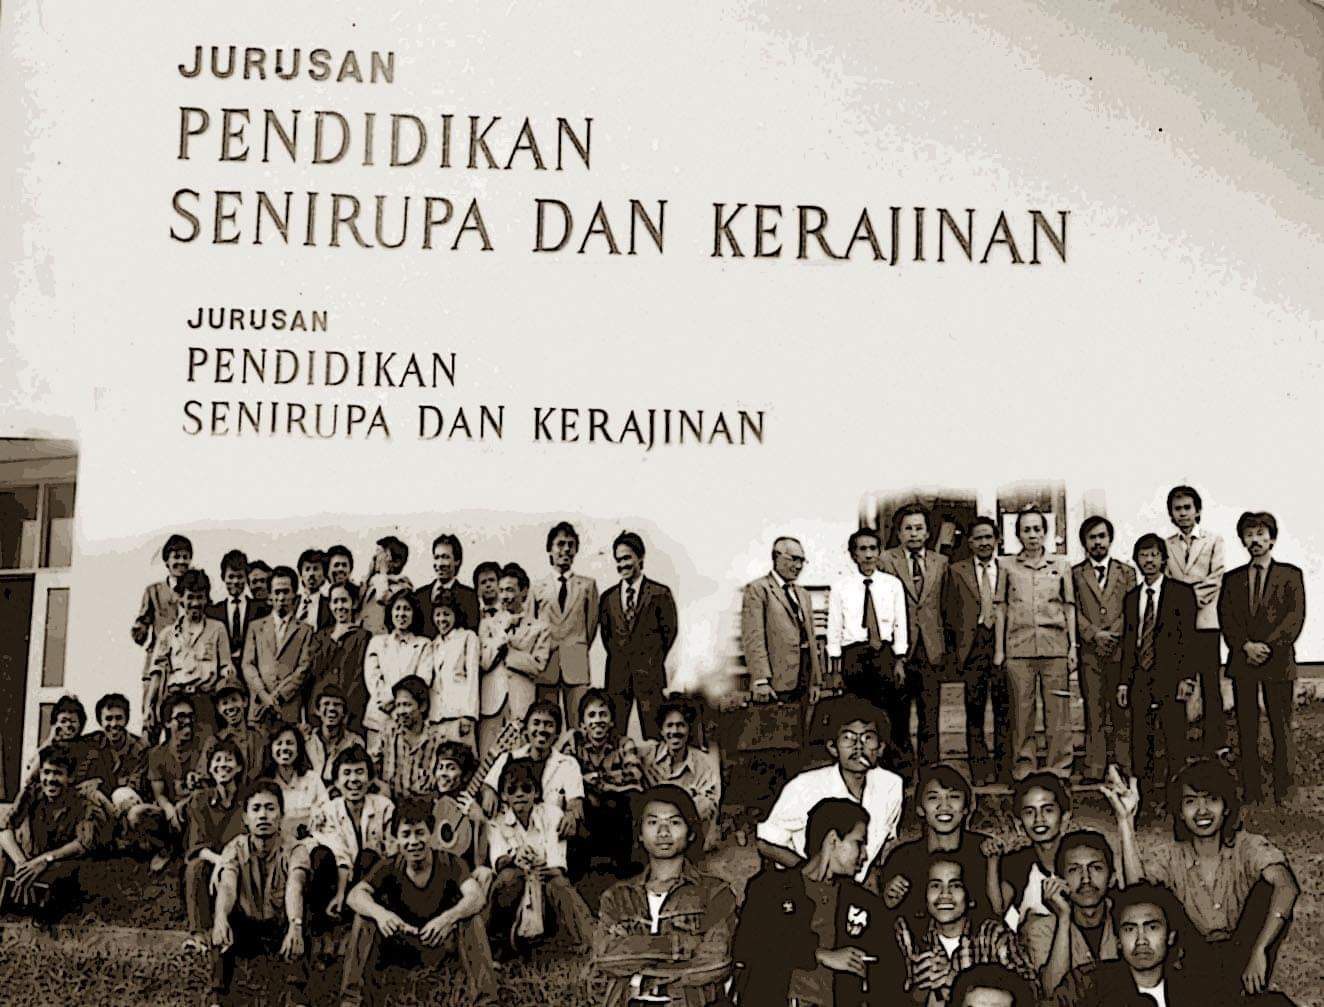 JURUSAN
PENDIDIKAN
SENIRUPA DAN KERAJINAN
JURUSAN
PENDIDIKAN
SENIRUPA DAN KERAJINAN